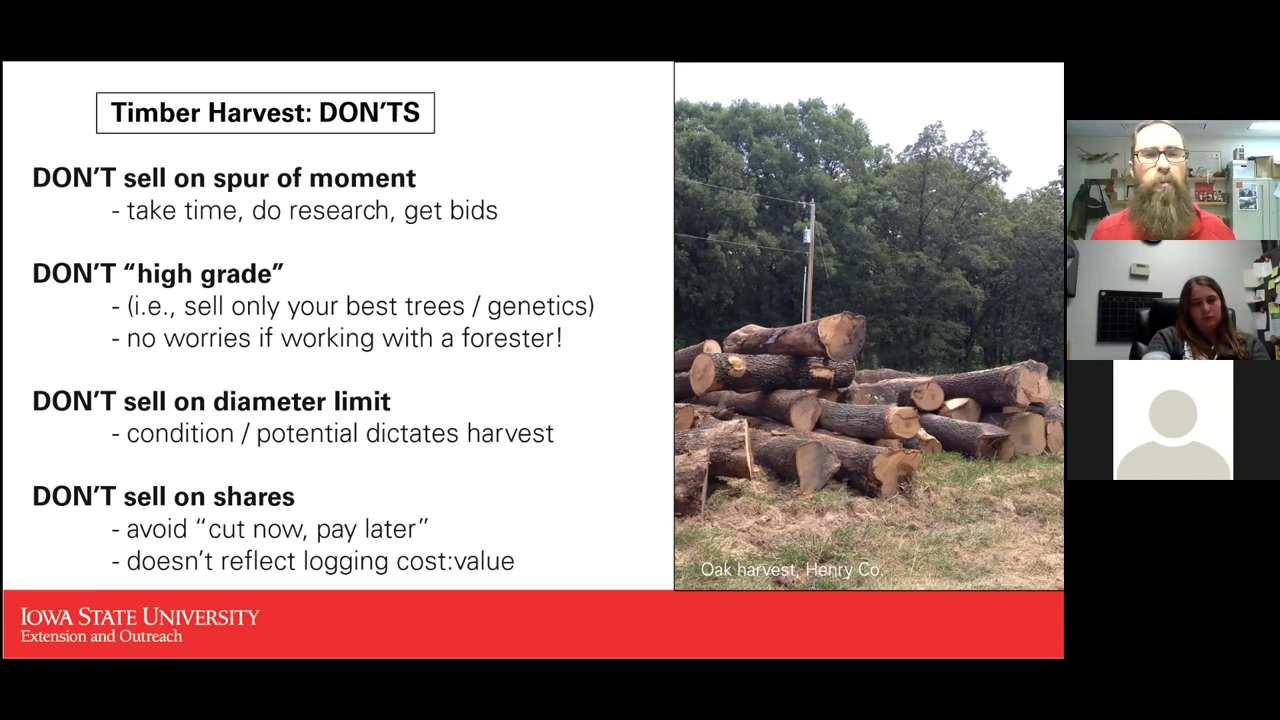 Timber Harvest: DON'TS
DON'T sell on spur of moment
- take time, do research, get bids
DON'T “high grade”
- (i.e., sell only your best trees / genetics)
- no worries if working with a forester!
DON'T sell on diameter limit
- condition / potential dictates harvest
DON'T sell on shares
- avoid “cut now, pay later”
- doesn't reflect logging cost:value
Oak harvest, Henry Co.
IOWA STATE UNIVERSITY
Extension and Outreach